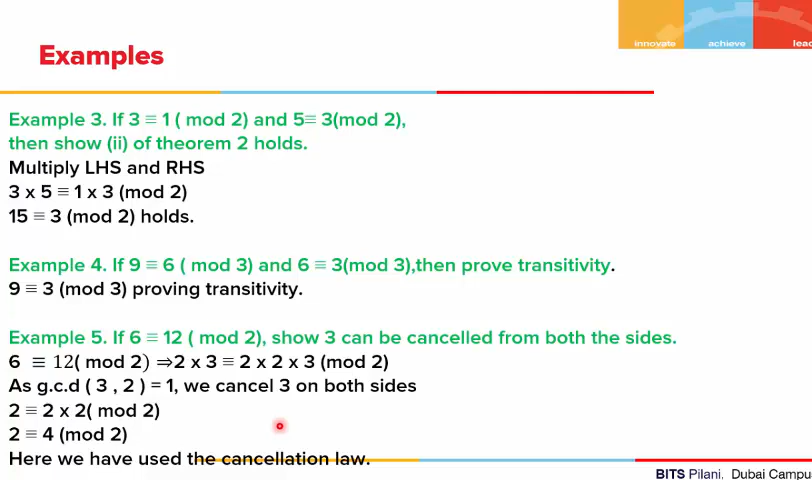 innovate achieve lead
Examples
Example 3. If 3 ≡ 1 ( mod 2) and 5≡ 3(mod 2),
then show (ii) of theorem 2 holds.
Multiply LHS and RHS
3 x 5 ≡ 1 x 3 (mod 2)
15 ≡ 3 (mod 2) holds.
Example 4. If 9 ≡ 6 ( mod 3) and 6 ≡ 3(mod 3),then prove transitivity.
9 ≡ 3 (mod 3) proving transitivity.
Example 5. If 6 ≡ 12 ( mod 2), show 3 can be cancelled from both the sides.
6 ≡ 12( mod 2) ⇒2 x 3 ≡ 2 x 2 x 3 (mod 2)
As g.c.d ( 3 , 2 ) = 1, we cancel 3 on both sides
2 ≡ 2 x 2( mod 2)
2 ≡ 4 (mod 2)
Here we have used the cancellation law.
BITS Pilani, Dubai Campu